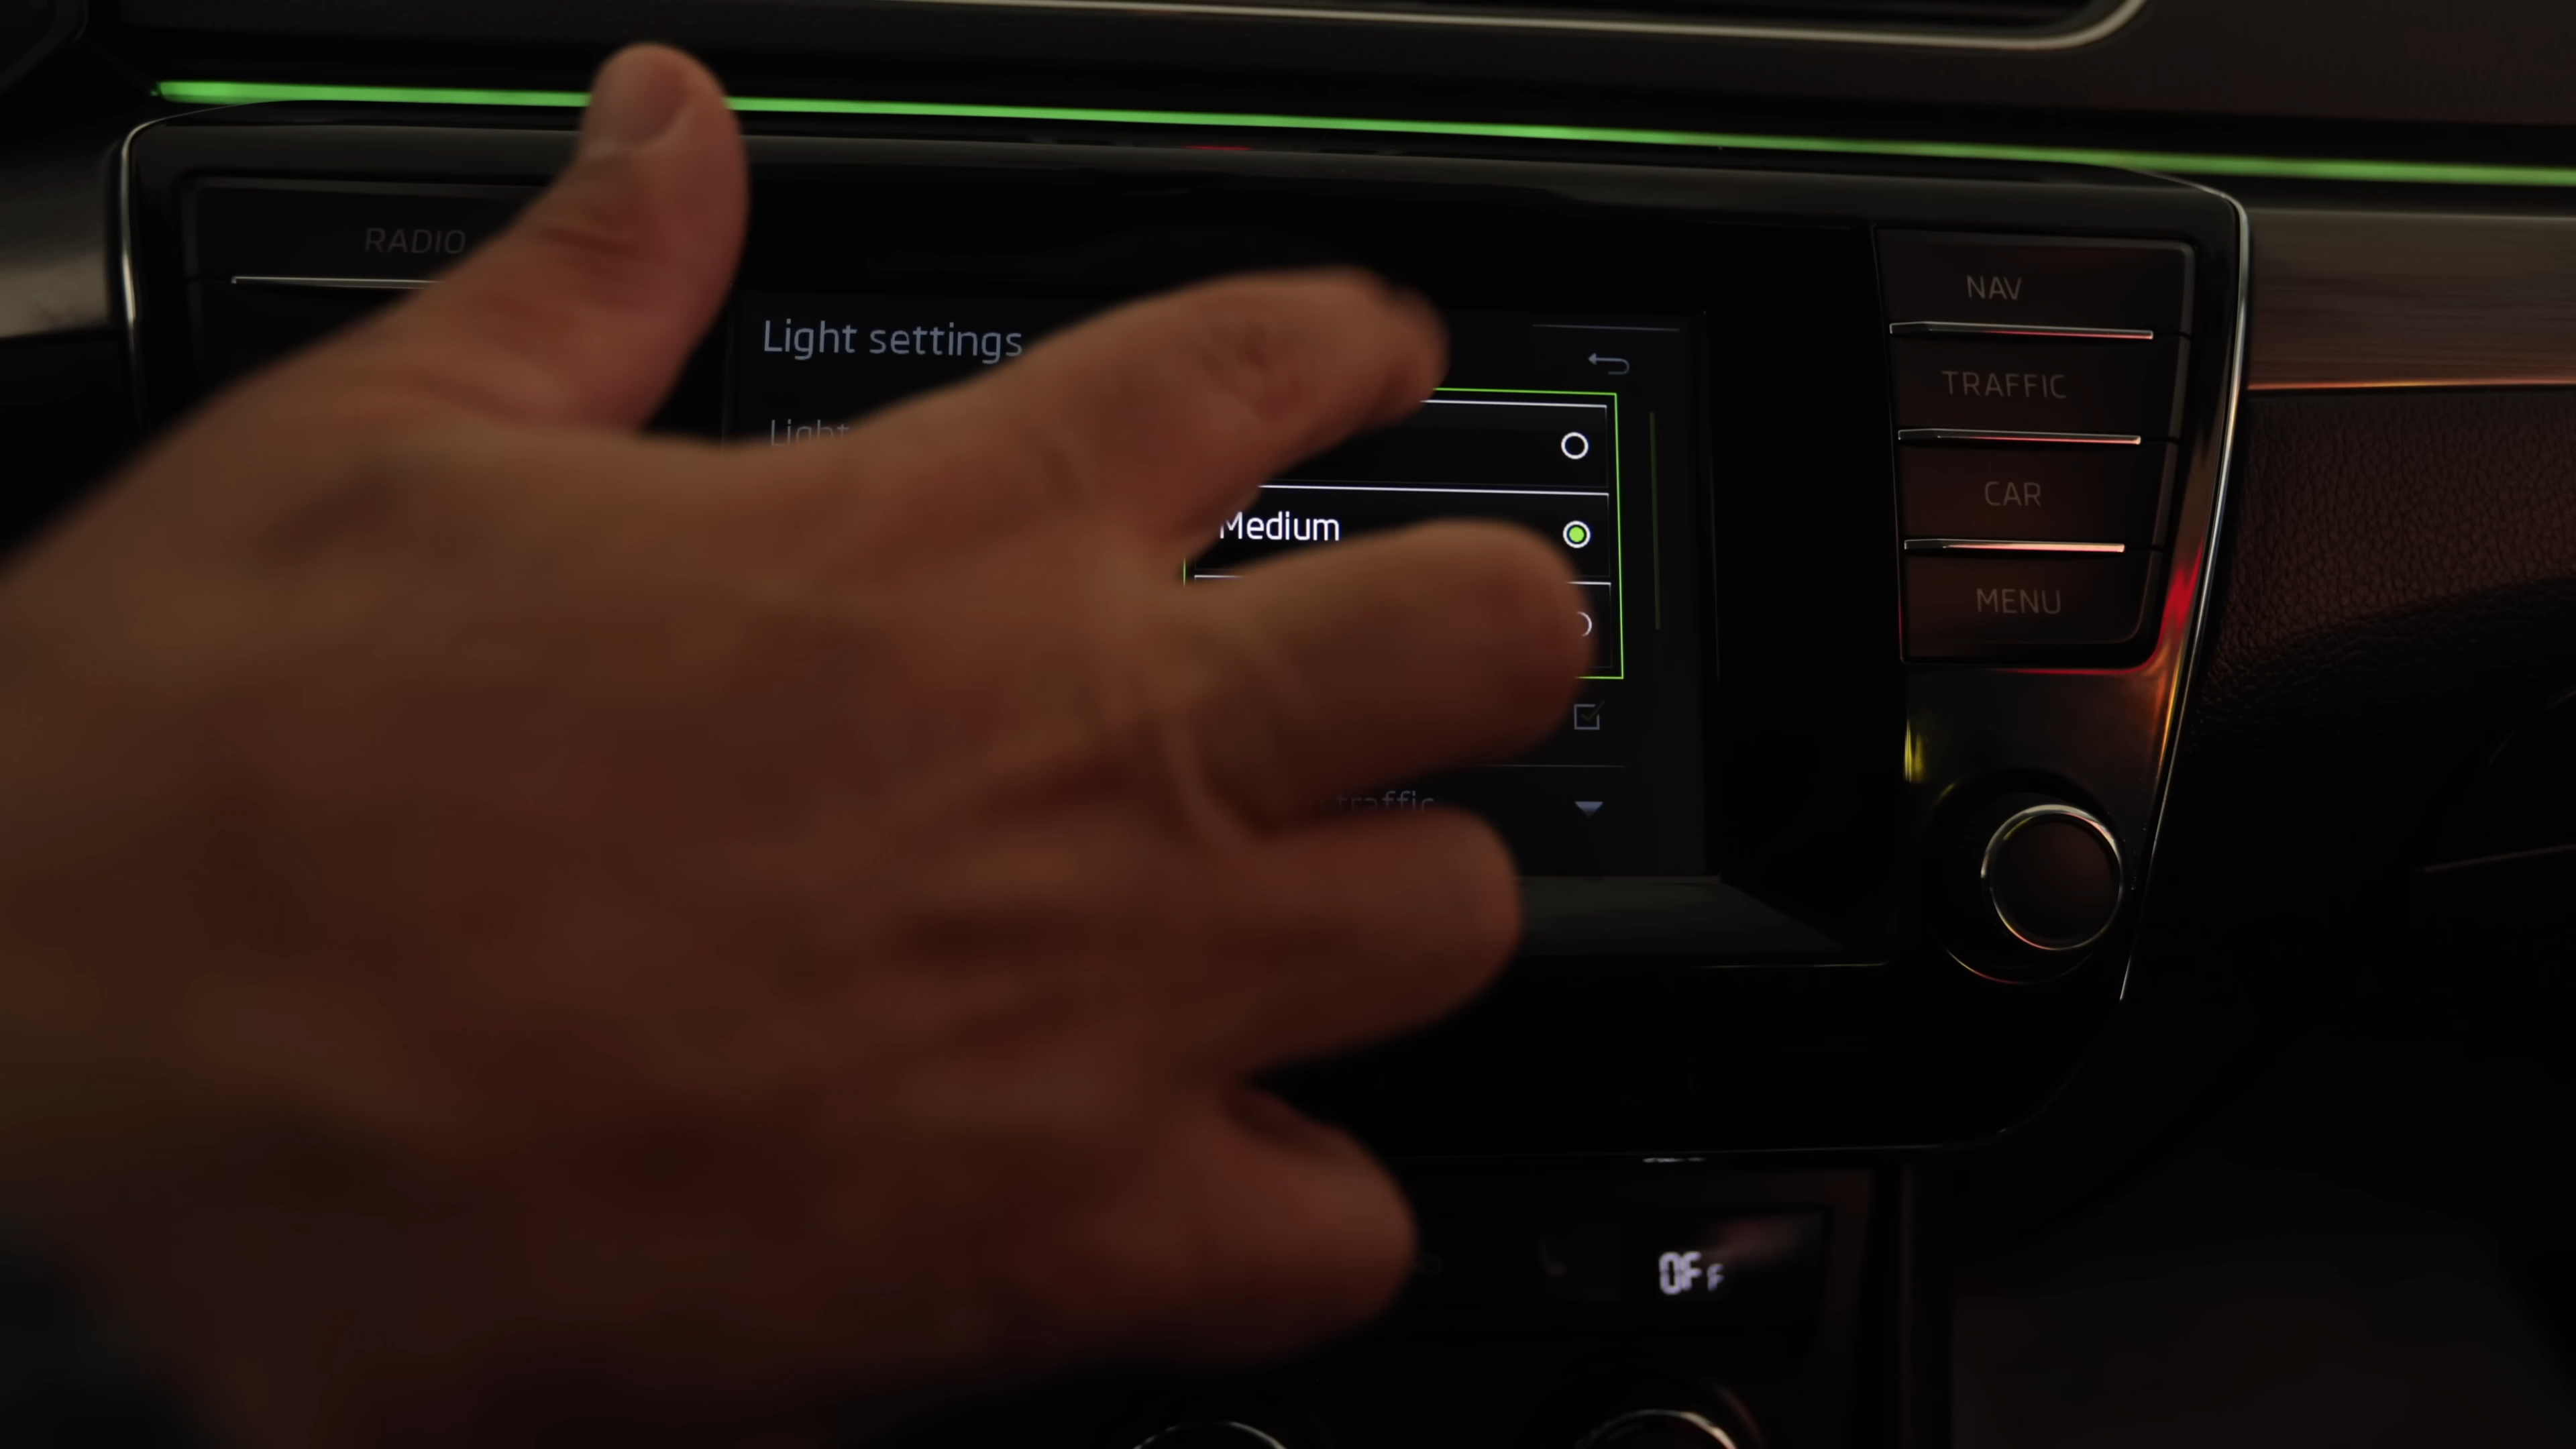 RADIO
NAV
Light settings
TRAFFIC
Light
CAR
Medium
MENU
traffic
OFF